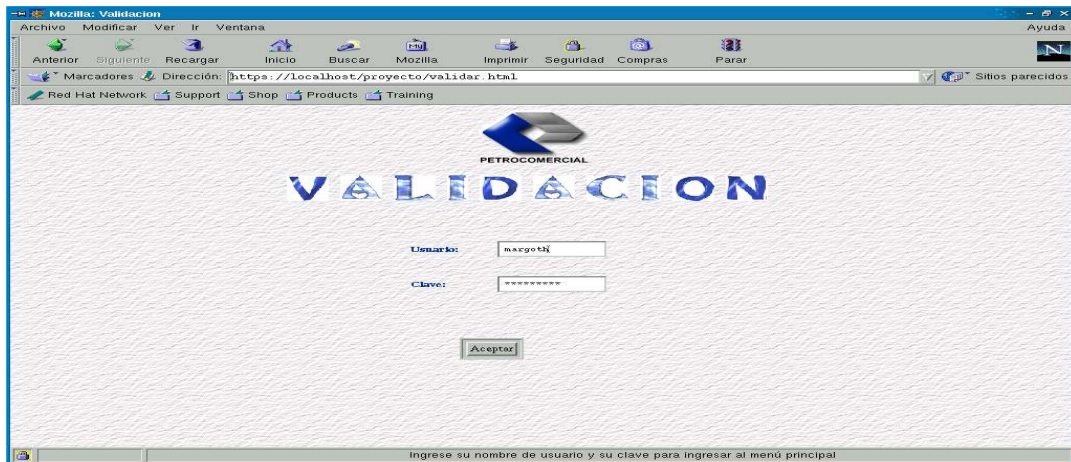 Mozilla: Validacion
Archivo Modificar Ver Ir Ventana Ayuda
Anterior Siguiente Recargar Inicio Buscar Mozilla Imprimir Seguridad Compras Parar
My
N
Marcadores Dirección: https://localhost/proyecto/validar.html Sitios parecidos
Red Hat Network Support Shop Products Training
PETROCOMERCIAL
VALIDACION
Usuario: margoth
Clave: *********
Aceptar
Ingrese su nombre de usuario y su clave para ingresar al menú principal